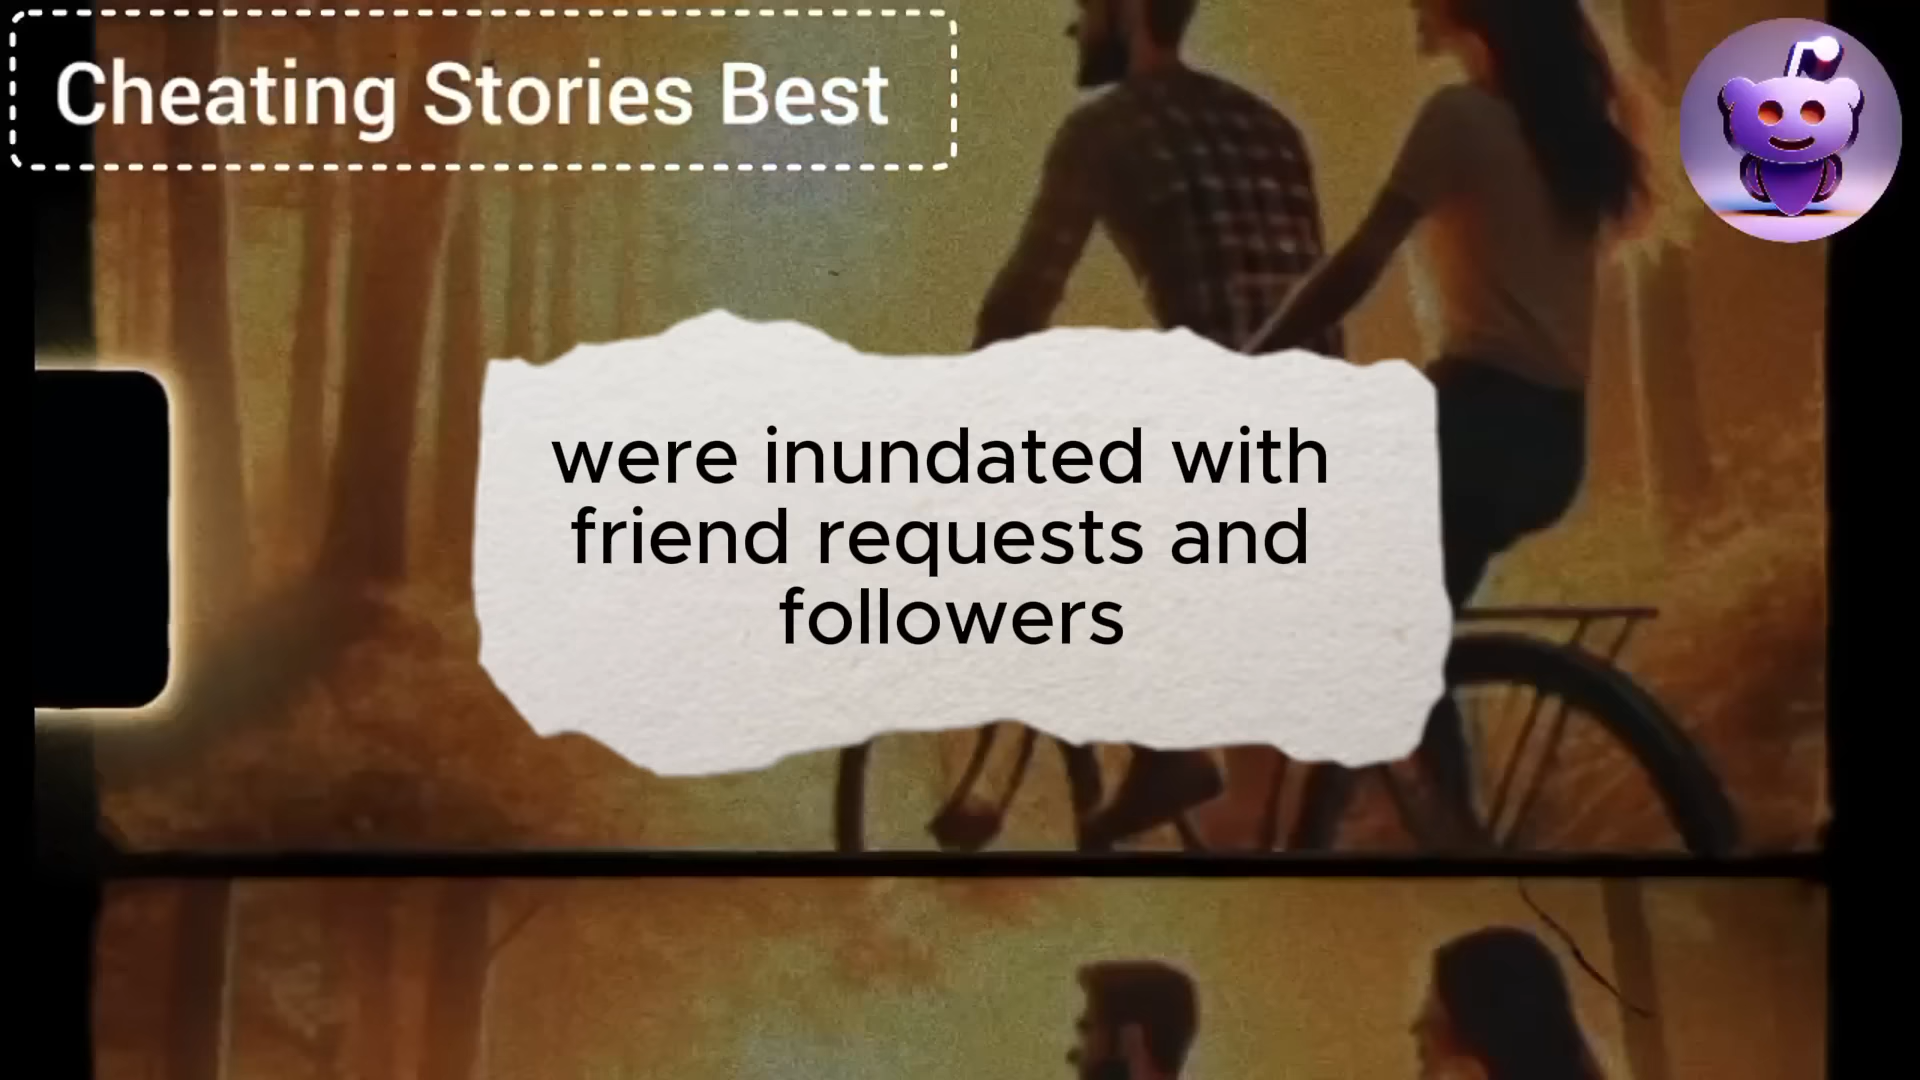 Cheating Stories Best
were inundated with
friend requests and
followers